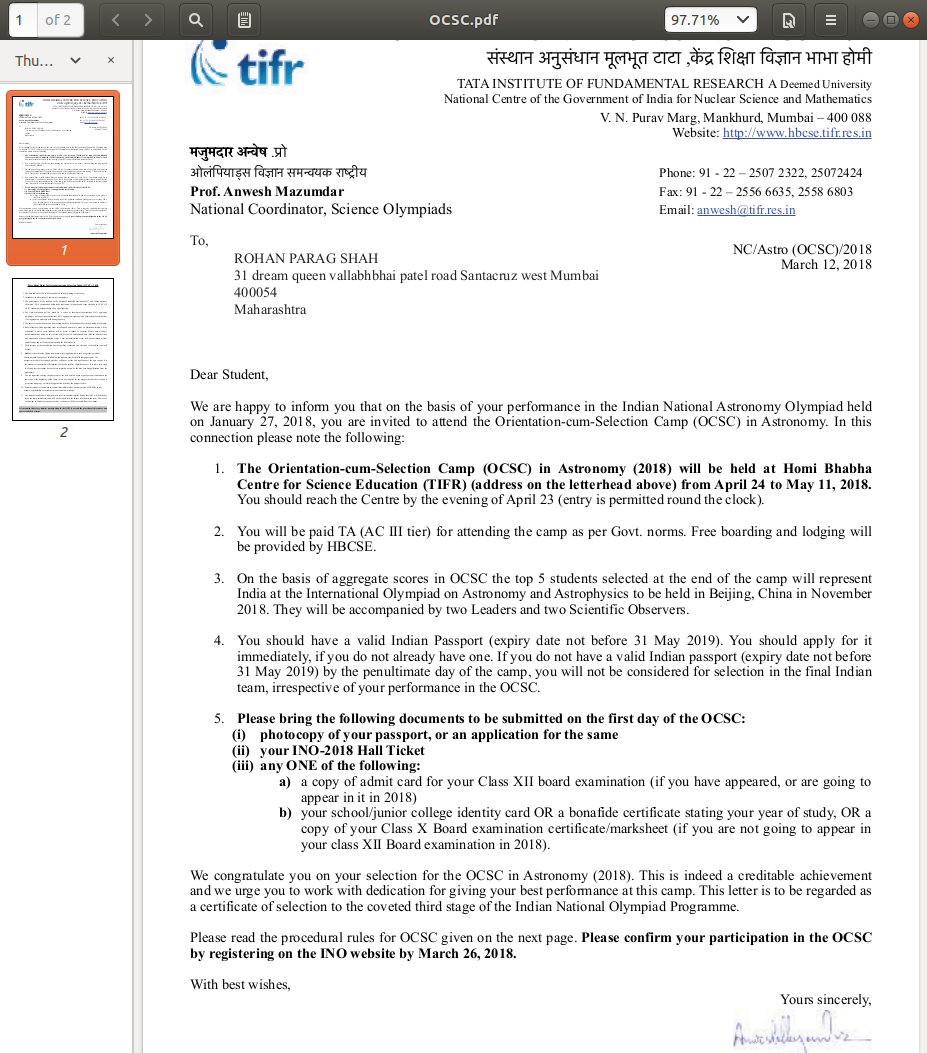 1 of 2
OCSC.pdf
97.71%
Thu...
1
2
tifr
संस्थान अनुसंधान मूलभूत टाटा ,केंद्र शिक्षा विज्ञान भाभा होमी
TATA INSTITUTE OF FUNDAMENTAL RESEARCH A Deemed University
National Centre of the Government of India for Nuclear Science and Mathematics
V. N. Purav Marg, Mankhurd, Mumbai – 400 088
Website: http://www.hbcse.tifr.res.in
मजुमदार अन्वेष .प्रो
ओलंपियाड्स विज्ञान समन्वयक राष्ट्रीय
Prof. Anwesh Mazumdar
National Coordinator, Science Olympiads
Phone: 91 - 22 – 2507 2322, 25072424
Fax: 91 – 22 – 2556 6635, 2558 6803
Email: anwesh@tifr.res.in
To,
ROHAN PARAG SHAH
31 dream queen vallabhbhai patel road Santacruz west Mumbai
400054
Maharashtra
NC/Astro (OCSC)/2018
March 12, 2018
Dear Student,
We are happy to inform you that on the basis of your performance in the Indian National Astronomy Olympiad held
on January 27, 2018, you are invited to attend the Orientation-cum-Selection Camp (OCSC) in Astronomy. In this
connection please note the following:
1. The Orientation-cum-Selection Camp (OCSC) in Astronomy (2018) will be held at Homi Bhabha
Centre for Science Education (TIFR) (address on the letterhead above) from April 24 to May 11, 2018.
You should reach the Centre by the evening of April 23 (entry is permitted round the clock).
2. You will be paid TA (AC III tier) for attending the camp as per Govt. norms. Free boarding and lodging will
be provided by HBCSE.
3. On the basis of aggregate scores in OCSC the top 5 students selected at the end of the camp will represent
India at the International Olympiad on Astronomy and Astrophysics to be held in Beijing, China in November
2018. They will be accompanied by two Leaders and two Scientific Observers.
4. You should have a valid Indian Passport (expiry date not before 31 May 2019). You should apply for it
immediately, if you do not already have one. If you do not have a valid Indian passport (expiry date not before
31 May 2019) by the penultimate day of the camp, you will not be considered for selection in the final Indian
team, irrespective of your performance in the OCSC.
5. Please bring the following documents to be submitted on the first day of the OCSC:
(i) photocopy of your passport, or an application for the same
(ii) your INO-2018 Hall Ticket
(iii) any ONE of the following:
a) a copy of admit card for your Class XII board examination (if you have appeared, or are going to
appear in it in 2018)
b) your school/junior college identity card OR a bonafide certificate stating your year of study, OR a
copy of your Class X Board examination certificate/marksheet (if you are not going to appear in
your class XII Board examination in 2018).
We congratulate you on your selection for the OCSC in Astronomy (2018). This is indeed a creditable achievement
and we urge you to work with dedication for giving your best performance at this camp. This letter is to be regarded as
a certificate of selection to the coveted third stage of the Indian National Olympiad Programme.
Please read the procedural rules for OCSC given on the next page. Please confirm your participation in the OCSC
by registering on the INO website by March 26, 2018.
With best wishes,
Yours sincerely,